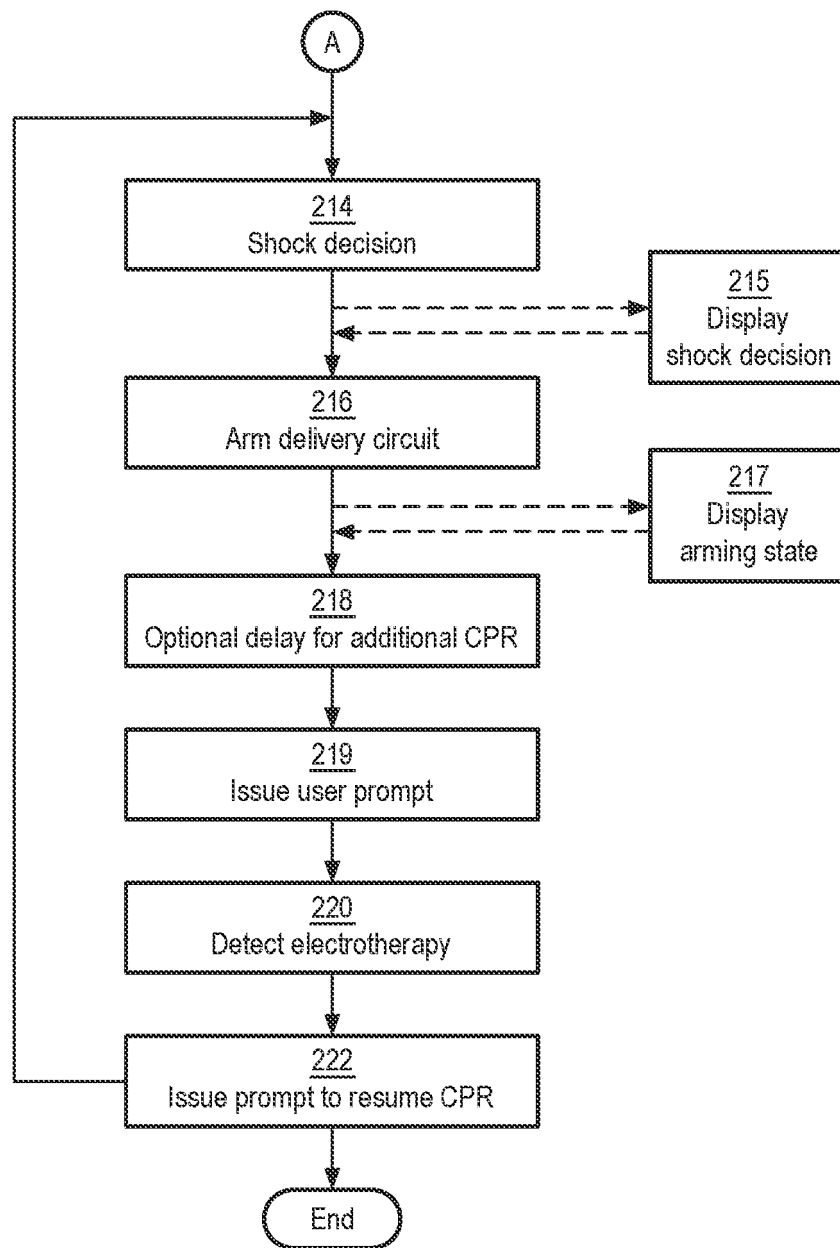 A
214
Shock decision
215
Display
shock decision
216
Arm delivery circuit
217
Display
arming state
218
Optional delay for additional CPR
219
Issue user prompt
220
Detect electrotherapy
222
Issue prompt to resume CPR
End